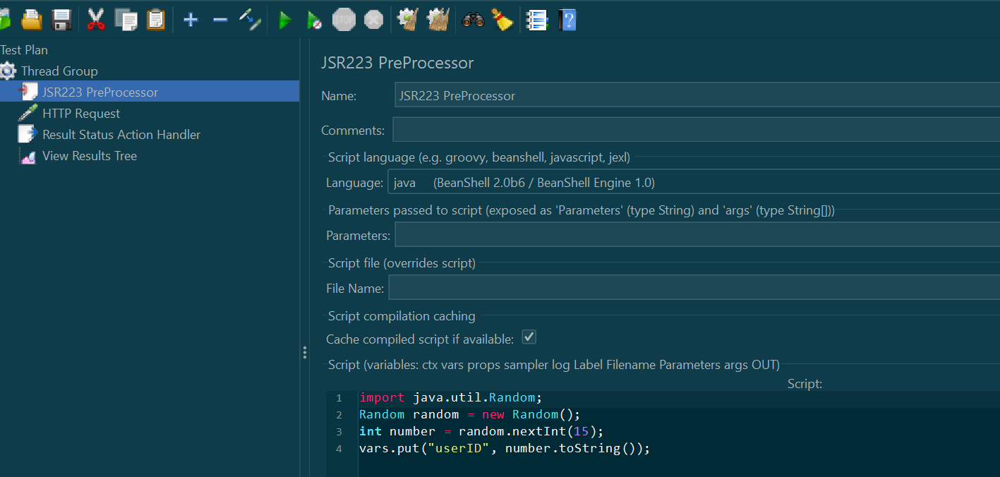 STOP
Test Plan
Thread Group
JSR223 PreProcessor
HTTP Request
Result Status Action Handler
View Results Tree
JSR223 PreProcessor
Name: JSR223 PreProcessor
Comments:
Script language (e.g. groovy, beanshell, javascript, jexl)
Language: java (BeanShell 2.0b6 / BeanShell Engine 1.0)
Parameters passed to script (exposed as 'Parameters' (type String) and 'args' (type String[]))
Parameters:
Script file (overrides script)
File Name:
Script compilation caching
Cache compiled script if available:
Script (variables: ctx vars props sampler log Label Filename Parameters args OUT)
Script:
1 import java.util.Random;
2 Random random = new Random();
3 int number = random.nextInt(15);
4 vars.put("userID", number.toString());